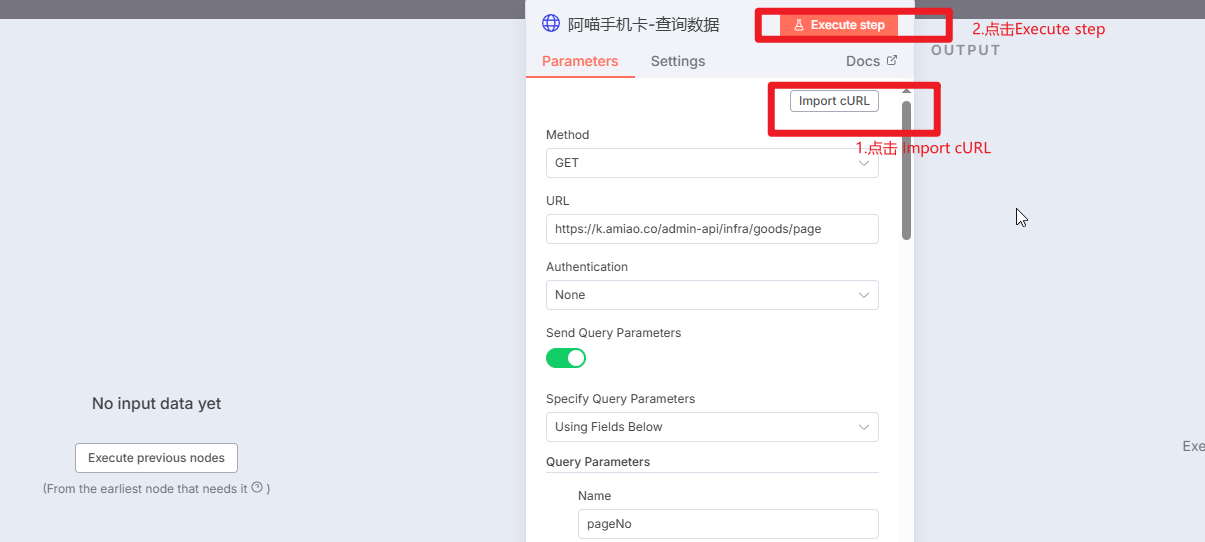 阿喵手机卡-查询数据
Execute step
2.点击Execute step
OUTPUT
Parameters
Settings
Docs
Import cURL
1.点击 Import cURL
Method
GET
URL
https://k.amiao.co/admin-api/infra/goods/page
Authentication
None
Send Query Parameters
Specify Query Parameters
Using Fields Below
Query Parameters
Name
pageNo
No input data yet
Execute previous nodes
(From the earliest node that needs it ? )
Exe